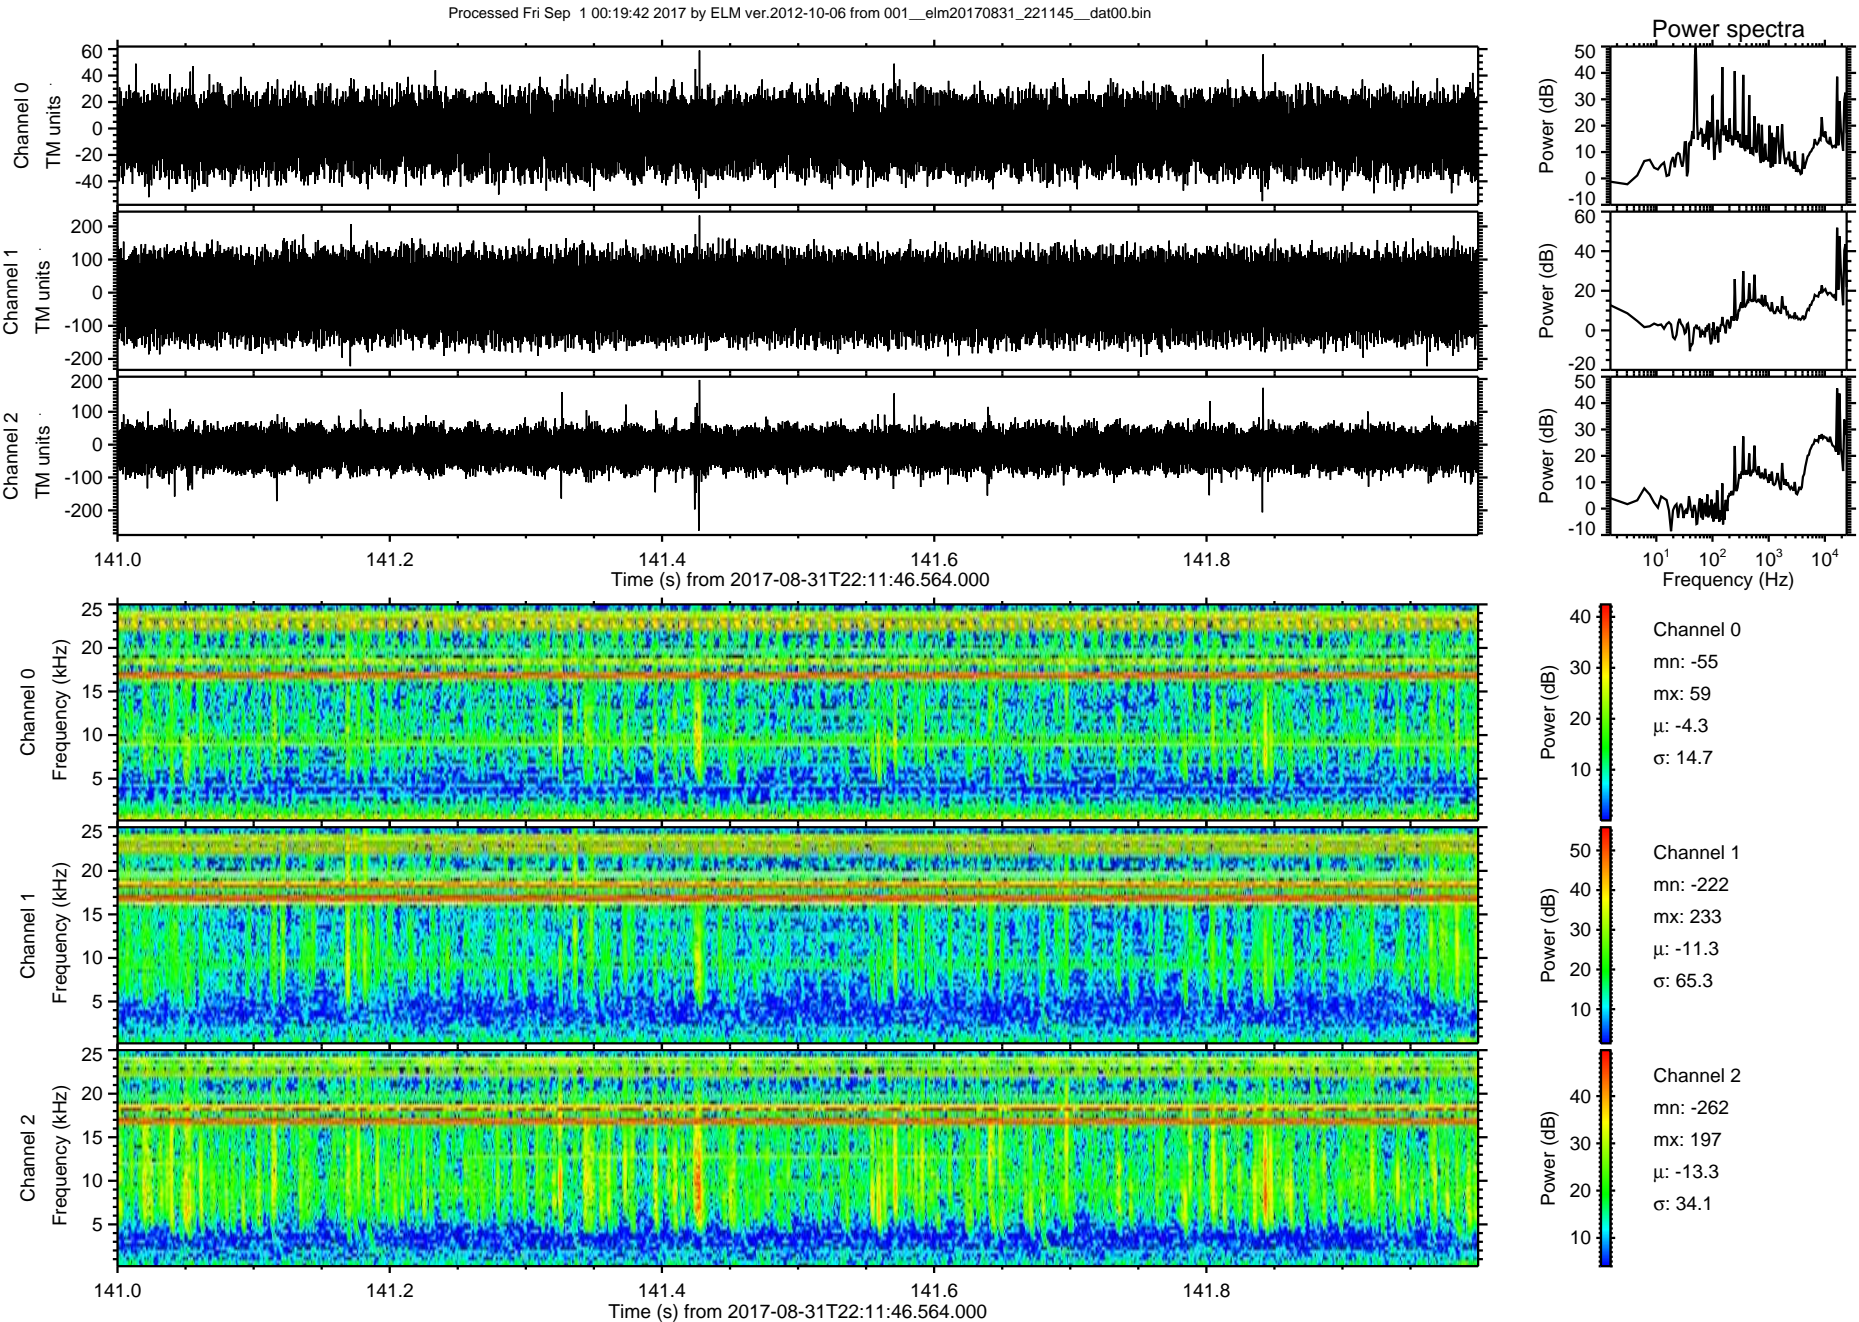 Processed Fri Sep  1 00:19:42 2017 by ELM ver.2012-10-06 from 001__elm20170831_221145__dat00.bin
Power spectra
Channel 0
TM units
60
40
20
0
-20
-40
Power (dB)
50
40
30
20
10
0
-10
Channel 1
TM units
200
100
0
-100
-200
Power (dB)
60
40
20
0
-20
Channel 2
TM units
200
100
0
-100
-200
Power (dB)
50
40
30
20
10
0
-10
141.0 141.2 141.4 141.6 141.8
Time (s) from 2017-08-31T22:11:46.564.000
10^1 10^2 10^3 10^4
Frequency (Hz)
Channel 0
Frequency (kHz)
25
20
15
10
5
Power (dB)
40
30
20
10
Channel 0
mn: -55
mx: 59
μ: -4.3
σ: 14.7
Channel 1
Frequency (kHz)
25
20
15
10
5
Power (dB)
50
40
30
20
10
Channel 1
mn: -222
mx: 233
μ: -11.3
σ: 65.3
Channel 2
Frequency (kHz)
25
20
15
10
5
Power (dB)
40
30
20
10
Channel 2
mn: -262
mx: 197
μ: -13.3
σ: 34.1
141.0 141.2 141.4 141.6 141.8
Time (s) from 2017-08-31T22:11:46.564.000